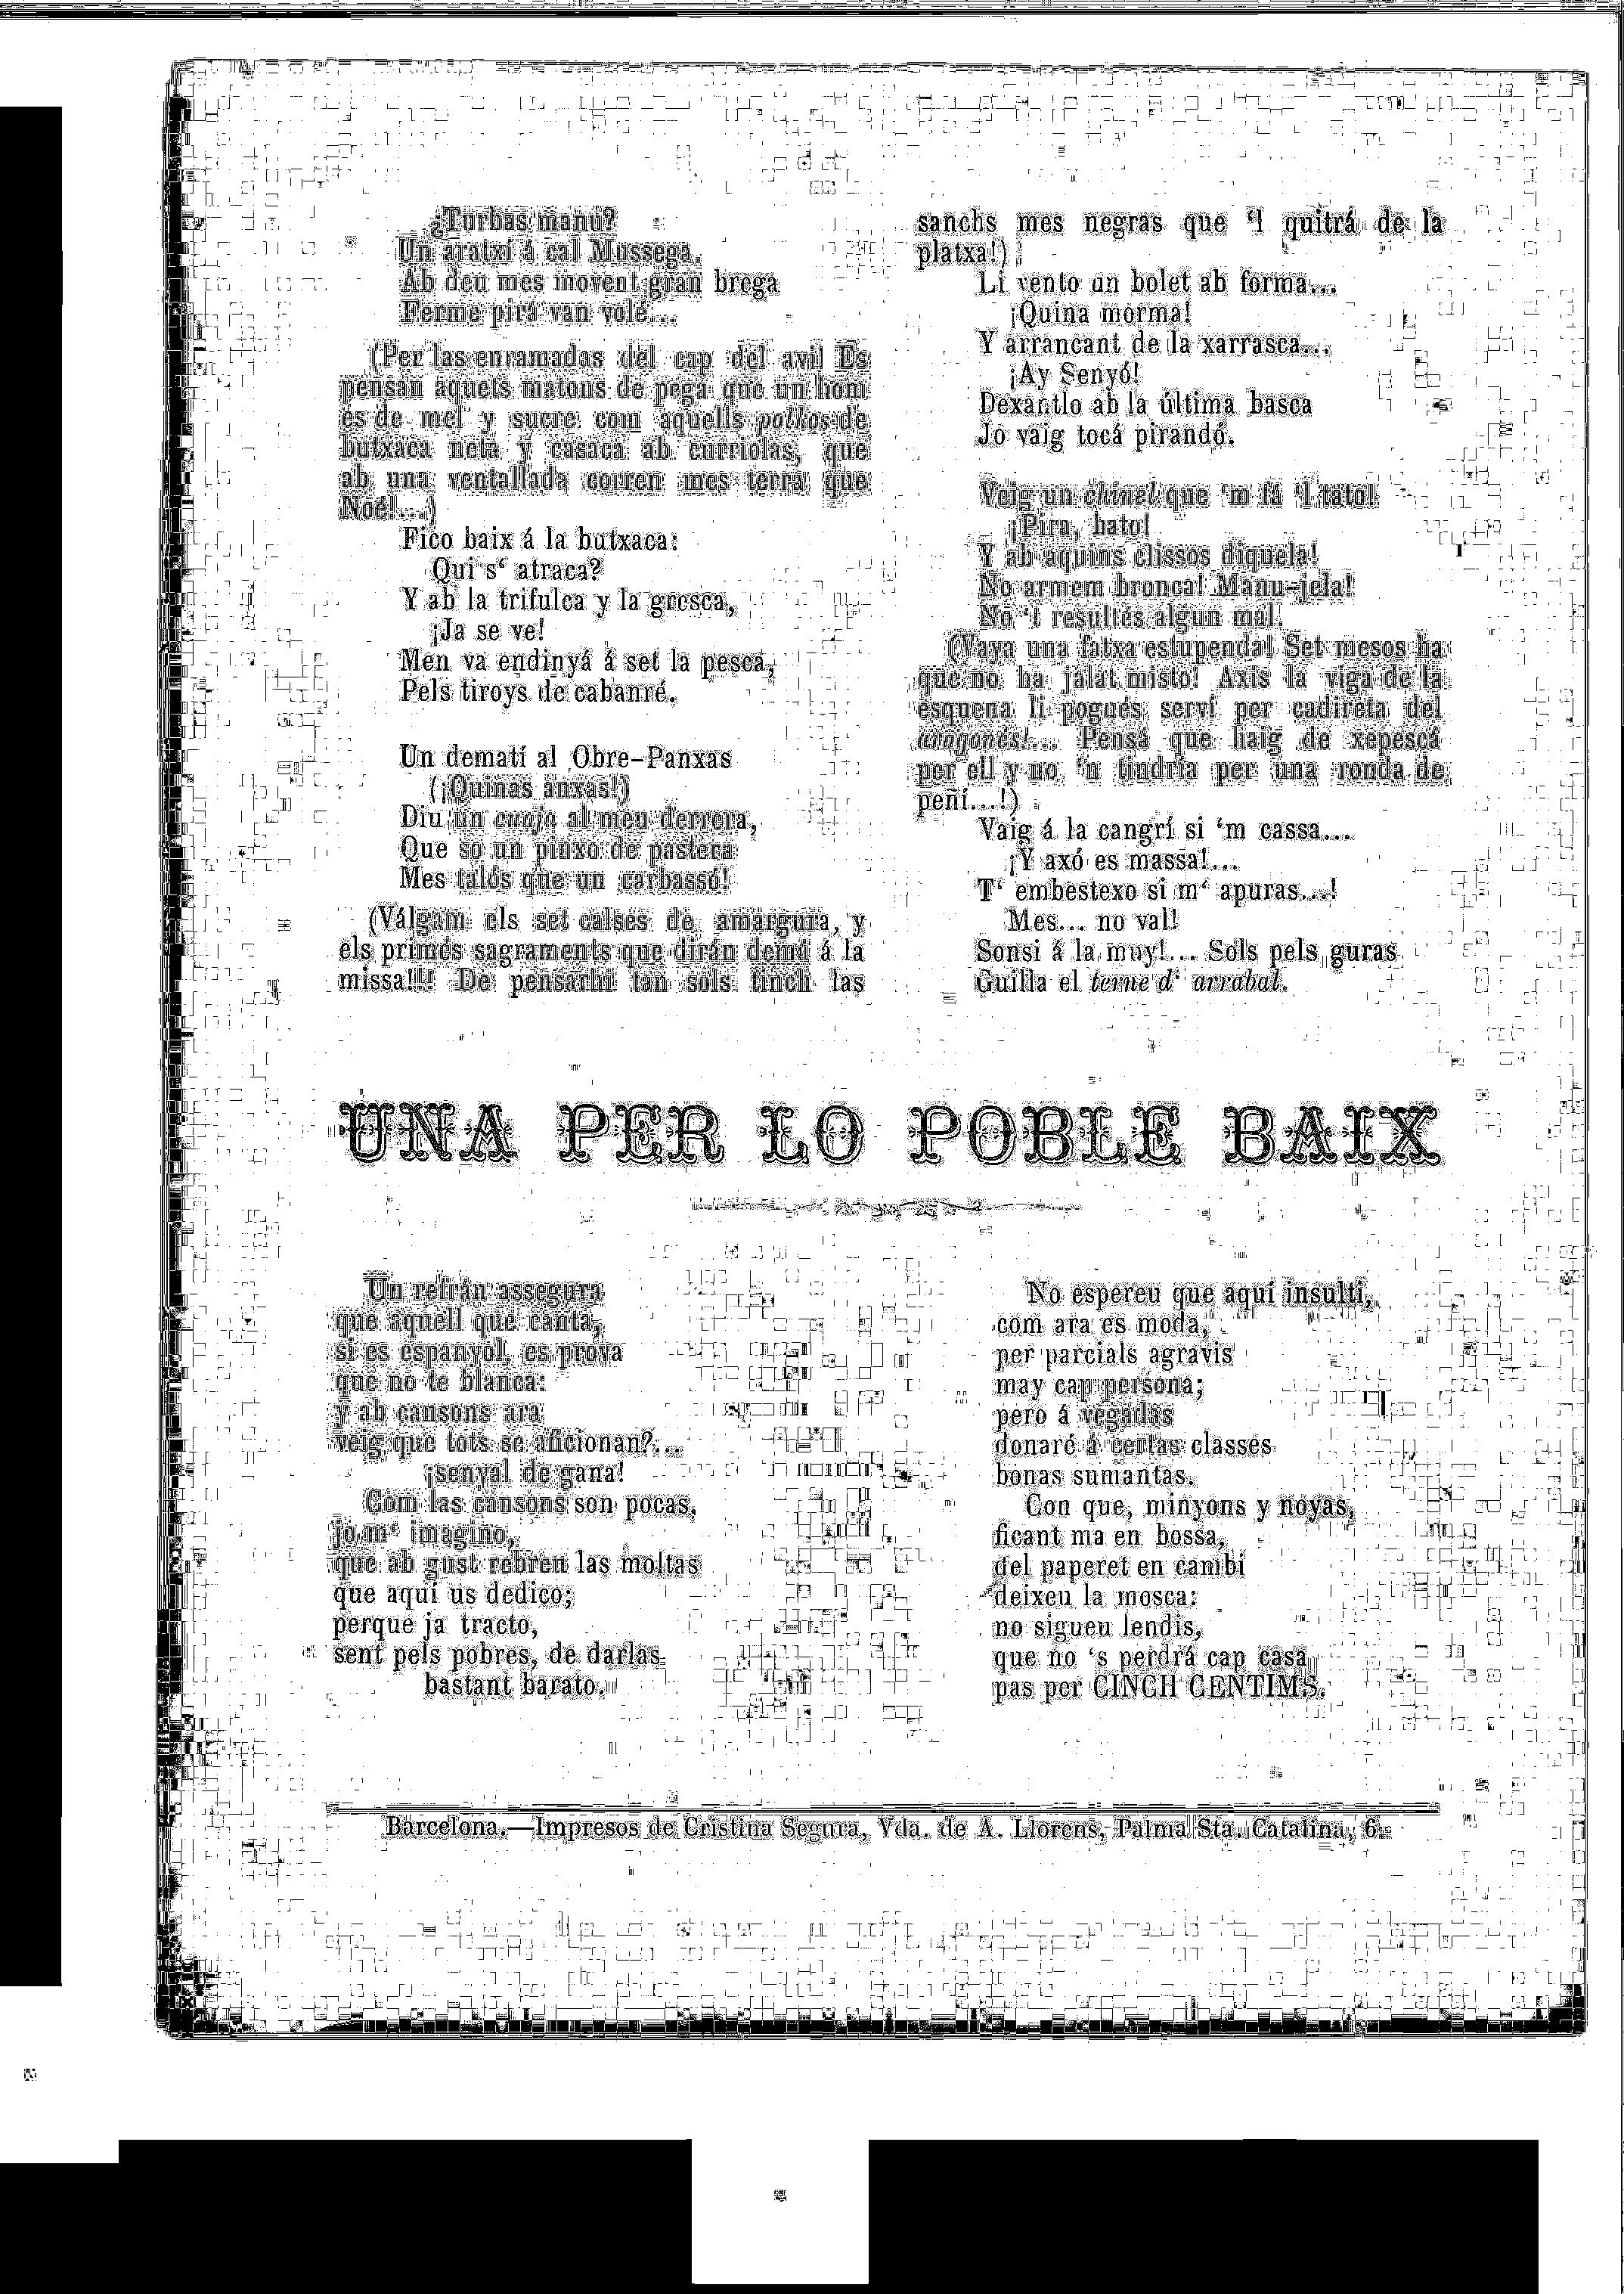 ¿Turbas manu?
Un aratxí á cal Mussega.
Ab deu mes movent gran brega
Ferme pirá van volé....
(Per las enramadas del cap del avi! Es
pensan aquets matons de pega que un hom
es de mel y sucre com aquells pollios de
butxaca neta y casaca ab curriolas, que
ab una ventallada corren mes terra que
Noé!....)
Fico baix á la butxaca:
Qui s‘ atraca?
Y ab la trifulca y la gresca,
¡Ja se ve!
Men va endinyá á set la pesca,
Pels tiroys de cabanré.
Un dematí al Obre-Panxas
(¡Quinas anxas!)
Diu un cuajo al meu derrera,
Que so un pinxo de pastera
Mes talós que un carbassó!
(Válgam els set calses de amargura, y
els primés sagraments que dirán demá á la
missa!!!! De pensarhi tan sols tinch las
sanchs mes negras que ‘l quitrá de la
platxa!)
Li vento un bolet ab forma....
¡Quina morma!
Y arrancant de la xarrasca....
¡Ay Senyó!
Dexantlo ab la última basca
Jo vaig tocá pirandó.
Veig un chinel que ‘m fá ‘l tato!
¡Pira, bato!
Y ab aquins clissos diquela!
No armem bronca! Manu-jela!
No ‘t resultés algun mal.
(Vaya una fatxa estupenda! Set mesos ha
que no ha jalat misto! Axis la viga de la
esquena li pogués serví per cadireta del
aragonés!... Pensá que haig de xepescá
per ell y no ‘n tindria per una ronda de
peñí....!)
Vaig á la cangrí si ‘m cassa....
¡Y axó es massa!...
T‘ embestexo si m‘ apuras....!
Mes.... no val!
Sonsi á la muy!... Sols pels guras
Guilla el terne d‘ arrabal.
UNA PER LO POBLE BAIX
Un refrán assegura
que aquell que canta,
si es espanyol, es prova
que no te blanca:
y ab cansons ara
veig que tots se aficionan?....
¡senyal de gana!
Com las cansons son pocas,
jo m‘ imagino,
que ab gust rebren las moltas
que aquí us dedico;
perque ja tracto,
sent pels pobres, de darlas
bastant barato.
No espereu que aquí insulti,
com ara es moda,
per parcials agravis
may cap persona;
pero á vegadas
donaré á certas classes
bonas sumantas.
Con que, minyons y noyas,
ficant ma en bossa,
del paperet en cambi
deixeu la mosca:
no sigueu lendis,
que no ‘s perdrá cap casa
pas per CINCH CENTIMS.
Barcelona.—Impresos de Cristina Segura, Vda. de A. Llorens, Palma Sta. Catalina, 6.